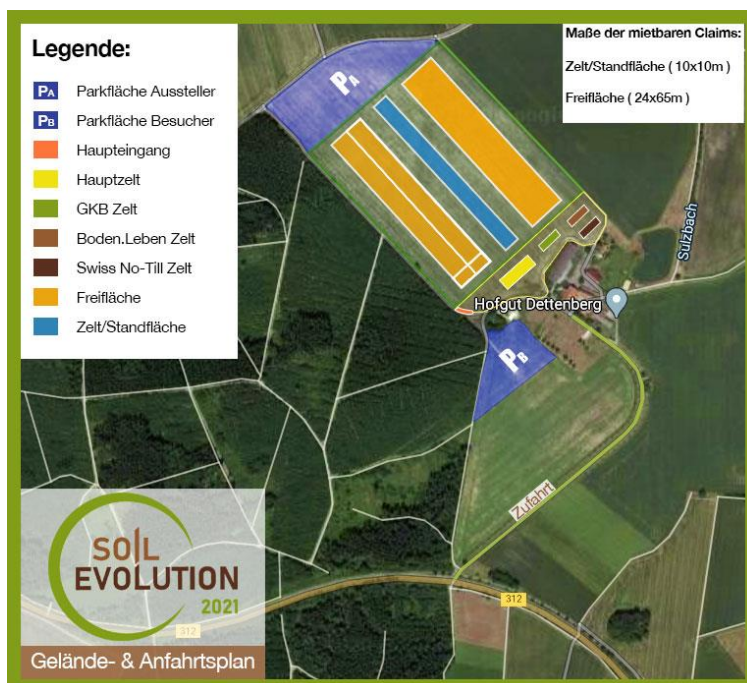 Legende:
PA Parkfläche Aussteller
PB Parkfläche Besucher
Haupteingang
Hauptzelt
GKB Zelt
Boden.Leben Zelt
Swiss No-Till Zelt
Freifläche
Zelt/Standfläche
Maße der mietbaren Claims:
Zelt/Standfläche ( 10x10m )
Freifläche ( 24x65m )
PA
Sulzbach
Hofgut Dettenberg
PB
Zufahrt
312
312
SOIL
EVOLUTION
2021
Gelände- & Anfahrtsplan